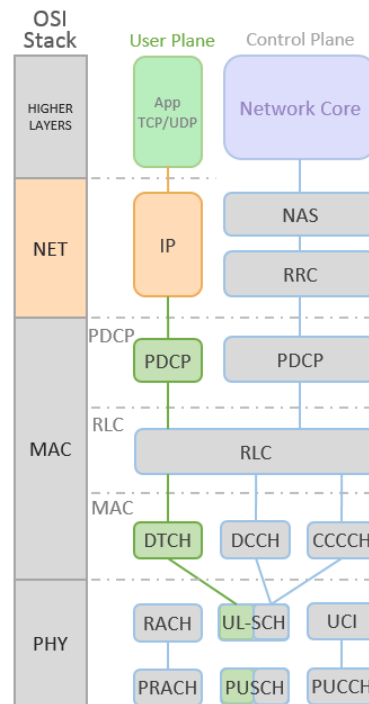 OSI
Stack
User Plane
Control Plane
HIGHER
LAYERS
App
TCP/UDP
Network Core
NET
IP
NAS
RRC
PDCP
PDCP
PDCP
RLC
MAC
RLC
MAC
DTCH
DCCH
CCCCH
PHY
RACH
UL-SCH
UCI
PRACH
PUSCH
PUCCH